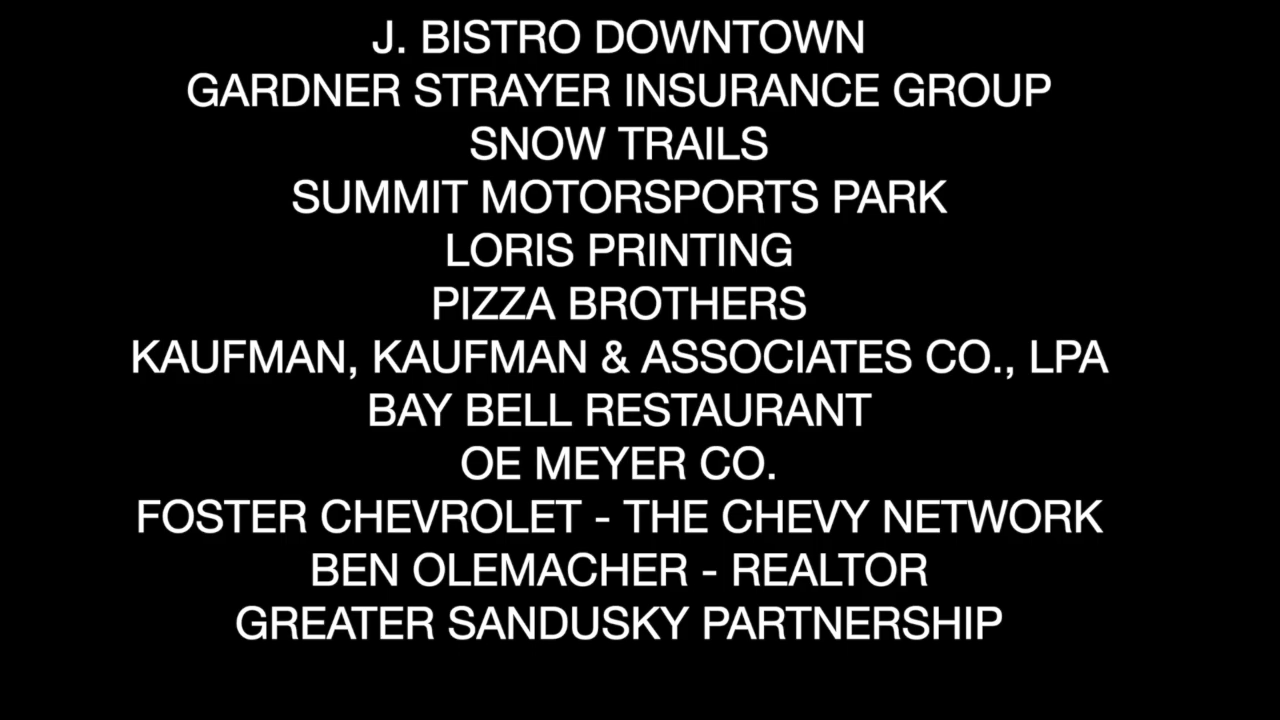 J. BISTRO DOWNTOWN
GARDNER STRAYER INSURANCE GROUP
SNOW TRAILS
SUMMIT MOTORSPORTS PARK
LORIS PRINTING
PIZZA BROTHERS
KAUFMAN, KAUFMAN & ASSOCIATES CO., LPA
BAY BELL RESTAURANT
OE MEYER CO.
FOSTER CHEVROLET - THE CHEVY NETWORK
BEN OLEMACHER - REALTOR
GREATER SANDUSKY PARTNERSHIP